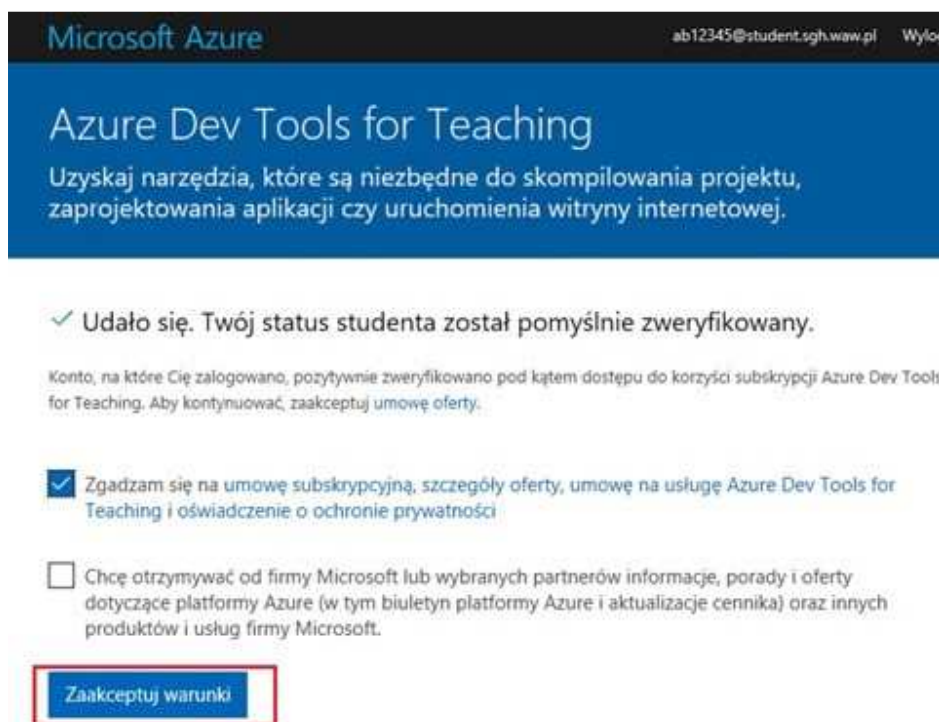 Microsoft Azure ab12345@student.sgh.waw.pl
Azure Dev Tools for Teaching
Uzyskaj narzędzia, które są niezbędne do skompilowania projektu,
zaprojektowania aplikacji czy uruchomienia witryny internetowej.
Udało się. Twój status studenta został pomyślnie zweryfikowany.
Konto, na które Cię zalogowano, pozytywnie zweryfikowano pod kątem dostępu do korzyści subskrypcji Azure Dev Tools
for Teaching. Aby kontynuować, zaakceptuj umowę oferty.
Zgadzam się na umowę subskrypcyjną, szczegóły oferty, umowę na usługę Azure Dev Tools for
Teaching i oświadczenie o ochronie prywatności
Chcę otrzymywać od firmy Microsoft lub wybranych partnerów informacje, porady i oferty
dotyczące platformy Azure (w tym biuletyn platformy Azure i aktualizacje cennika) oraz innych
produktów i usług firmy Microsoft.
Zaakceptuj warunki